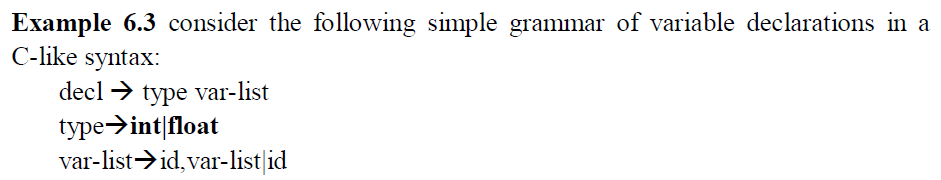 Example 6.3 consider the following simple grammar of variable declarations in a
C-like syntax:
decl → type var-list
type→int|float
var-list→id,var-list|id